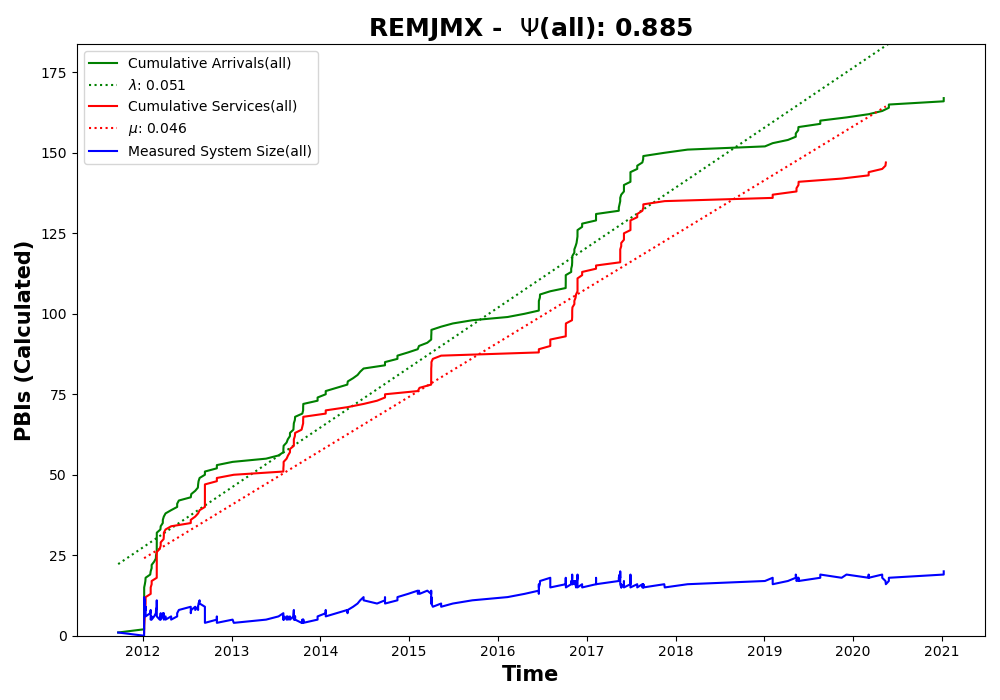 REMJMX - Ψ(all): 0.885
Cumulative Arrivals(all)
λ: 0.051
Cumulative Services(all)
μ: 0.046
Measured System Size(all)
PBIs (Calculated)
175
150
125
100
75
50
25
0
2012 2013 2014 2015 2016 2017 2018 2019 2020 2021
Time